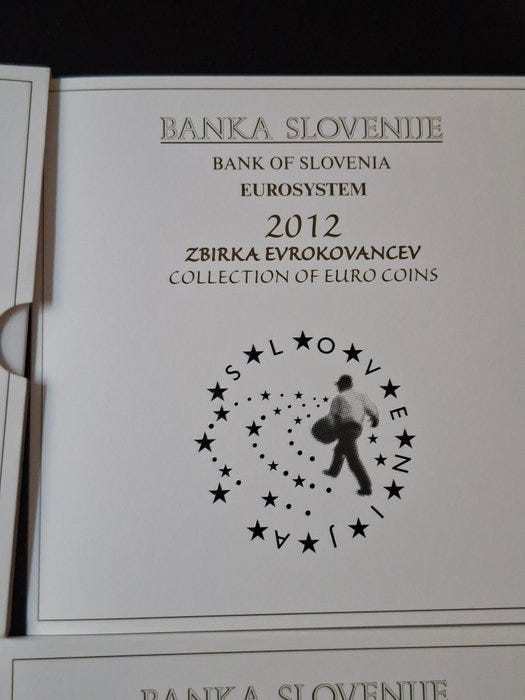 BANKA SLOVENIJE
BANK OF SLOVENIA
EUROSYSTEM
2012
ZBIRKA EVROKOVANCEV
COLLECTION OF EURO COINS
SLOVENIJA
BANKA SLOVENIJE